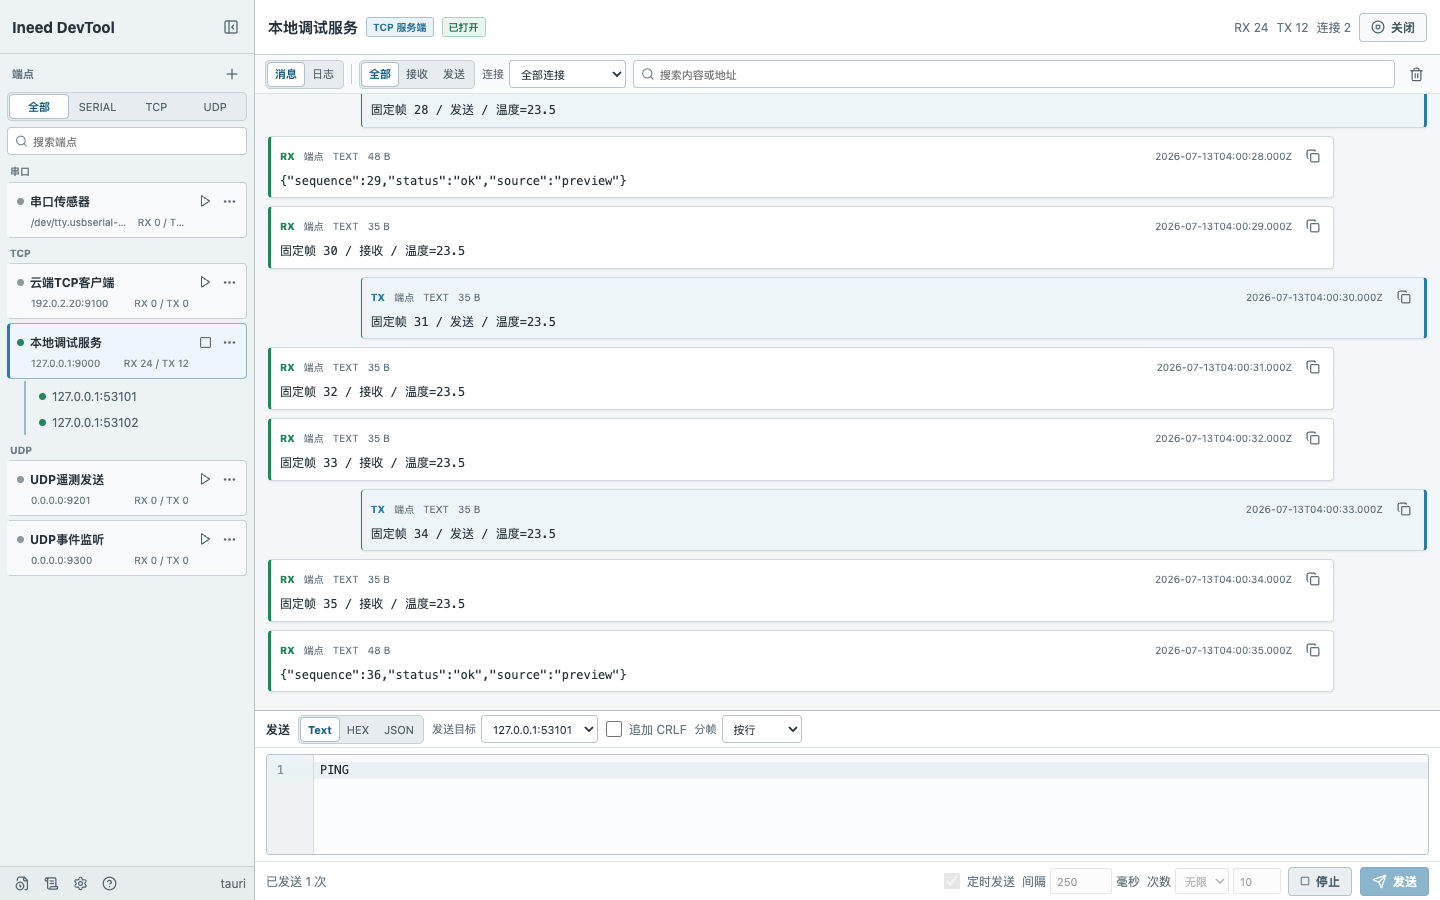 Ineed DevTool
端点
全部 SERIAL TCP UDP
搜索端点
串口
串口传感器
/dev/tty.usbserial-... RX 0 / T...
TCP
云端TCP客户端
192.0.2.20:9100 RX 0 / TX 0
本地调试服务
127.0.0.1:9000 RX 24 / TX 12
127.0.0.1:53101
127.0.0.1:53102
UDP
UDP遥测发送
0.0.0.0:9201 RX 0 / TX 0
UDP事件监听
0.0.0.0:9300 RX 0 / TX 0
tauri
本地调试服务 TCP 服务端 已打开 RX 24 TX 12 连接 2 关闭
消息 日志 全部 接收 发送 连接 全部连接 搜索内容或地址
固定帧 28 / 发送 / 温度=23.5
RX 端点 TEXT 48 B 2026-07-13T04:00:28.000Z
{"sequence":29,"status":"ok","source":"preview"}
RX 端点 TEXT 35 B 2026-07-13T04:00:29.000Z
固定帧 30 / 接收 / 温度=23.5
TX 端点 TEXT 35 B 2026-07-13T04:00:30.000Z
固定帧 31 / 发送 / 温度=23.5
RX 端点 TEXT 35 B 2026-07-13T04:00:31.000Z
固定帧 32 / 接收 / 温度=23.5
RX 端点 TEXT 35 B 2026-07-13T04:00:32.000Z
固定帧 33 / 接收 / 温度=23.5
TX 端点 TEXT 35 B 2026-07-13T04:00:33.000Z
固定帧 34 / 发送 / 温度=23.5
RX 端点 TEXT 35 B 2026-07-13T04:00:34.000Z
固定帧 35 / 接收 / 温度=23.5
RX 端点 TEXT 48 B 2026-07-13T04:00:35.000Z
{"sequence":36,"status":"ok","source":"preview"}
发送 Text HEX JSON 发送目标 127.0.0.1:53101 追加 CRLF 分帧 按行
1 PING
已发送 1 次 定时发送 间隔 250 毫秒 次数 无限 10 停止 发送